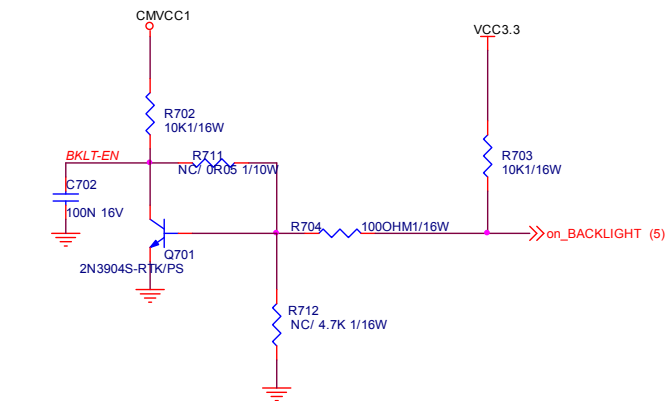 CMVCC1
VCC3.3
R702
10K1/16W
BKLT-EN
R711
NC/ 0R05 1/10W
R703
10K1/16W
C702
100N 16V
R704
100OHM1/16W
on_BACKLIGHT (5)
Q701
2N3904S-RTK/PS
R712
NC/ 4.7K 1/16W